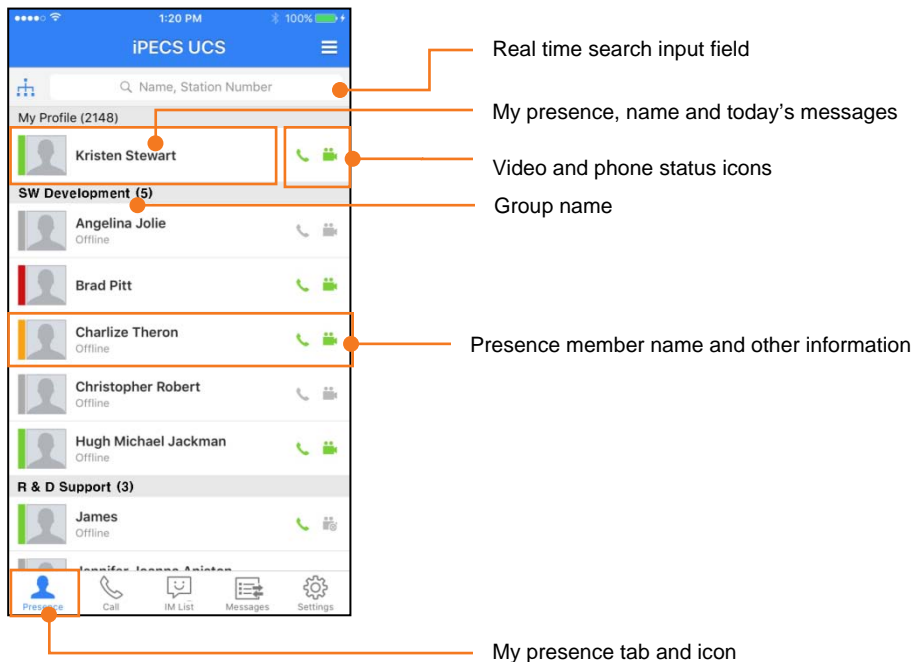 1:20 PM
100%
iPECS UCS
Name, Station Number
My Profile (2148)
Kristen Stewart
SW Development (5)
Angelina Jolie
Offline
Brad Pitt
Charlize Theron
Offline
Christopher Robert
Offline
Hugh Michael Jackman
Offline
R & D Support (3)
James
Offline
Jennifer Joanna Aniston
Presence Call IM List Messages Settings
Real time search input field
My presence, name and today's messages
Video and phone status icons
Group name
Presence member name and other information
My presence tab and icon